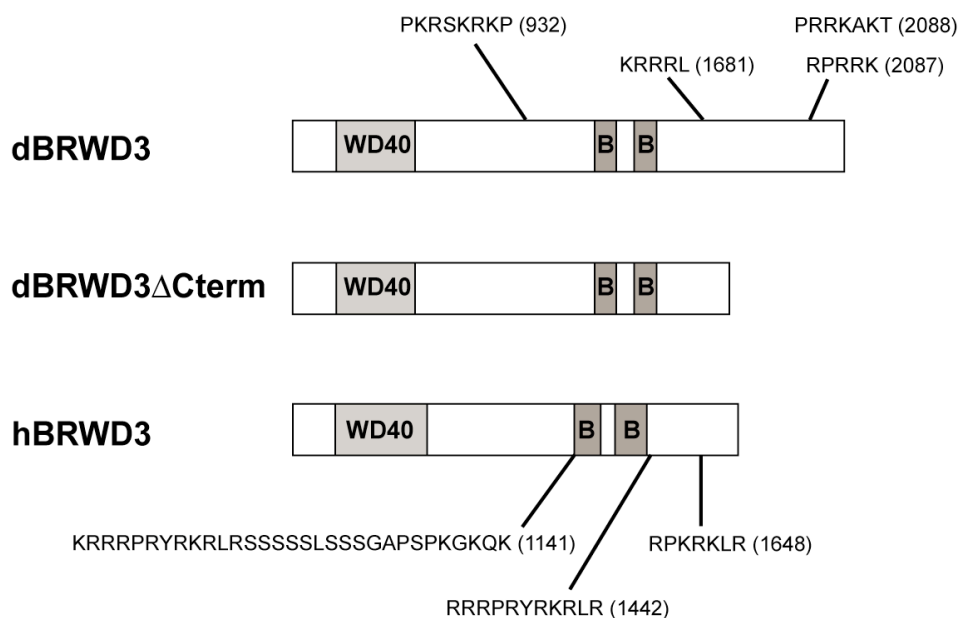 PKRSKRKP (932)
PRRKAKT (2088)
KRRRL (1681)
RPRRK (2087)
dBRWD3
WD40
B
B
dBRWD3ΔCterm
WD40
B
B
hBRWD3
WD40
B
B
KRRRPRYRKRLRSSSSSLSSSGAPSPKGKQK (1141)
RPKRKLR (1648)
RRRPRYRKRLR (1442)